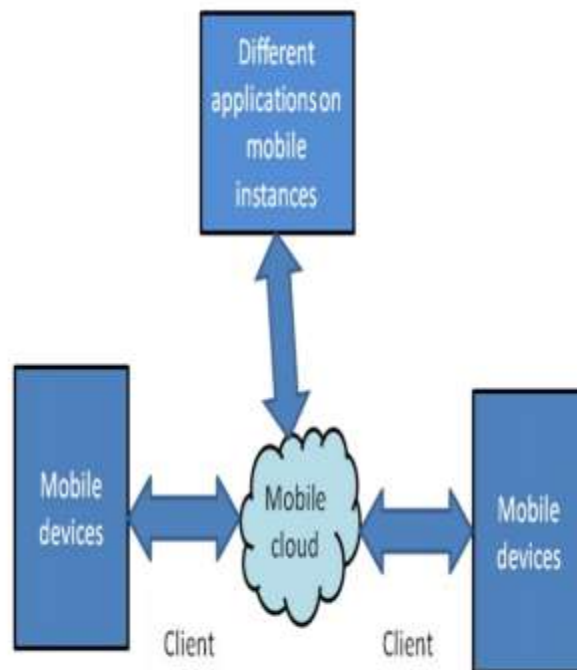 Different
applications on
mobile
instances
Mobile
devices
Mobile
cloud
Mobile
devices
Client
Client